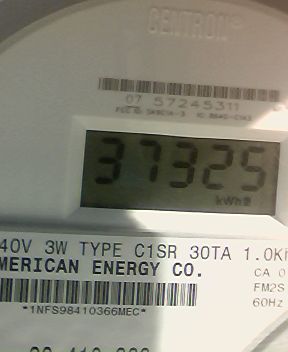 CENTRON®
07 57245311
37325
kWh
40V 3W TYPE C1SR 30TA 1.0Kh
MERICAN ENERGY CO.
CA 0
FM2S
60Hz
*1NFS98410366MEC*